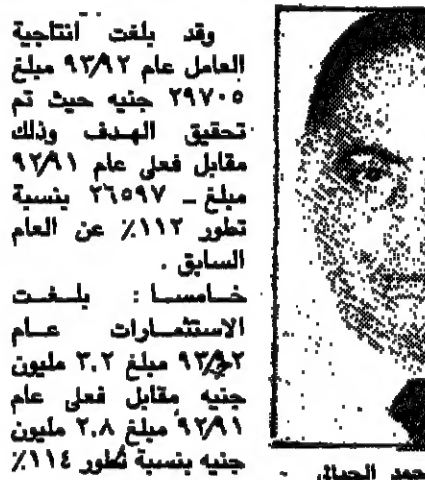 وقد بلغت انتاجية
العامل عام ٩٣/٩٢ مبلغ
٢٩٧٠٥ جنيه حيث تم
تحقيق الهدف وذلك
مقابل فعلى عام ٩٢/٩١
مبلغ ـ ٢٦٥٩٧ بنسبة
تطور ١١٢٪ عن العام
السابق .
خامسا : بلغت
الاستثمارات عام
٩٣/٩٢ مبلغ ٣,٢ مليون
جنيه مقابل فعلى عام
٩٢/٩١ مبلغ ٢,٨ مليون
جنيه بنسبة تطور ١١٤٪